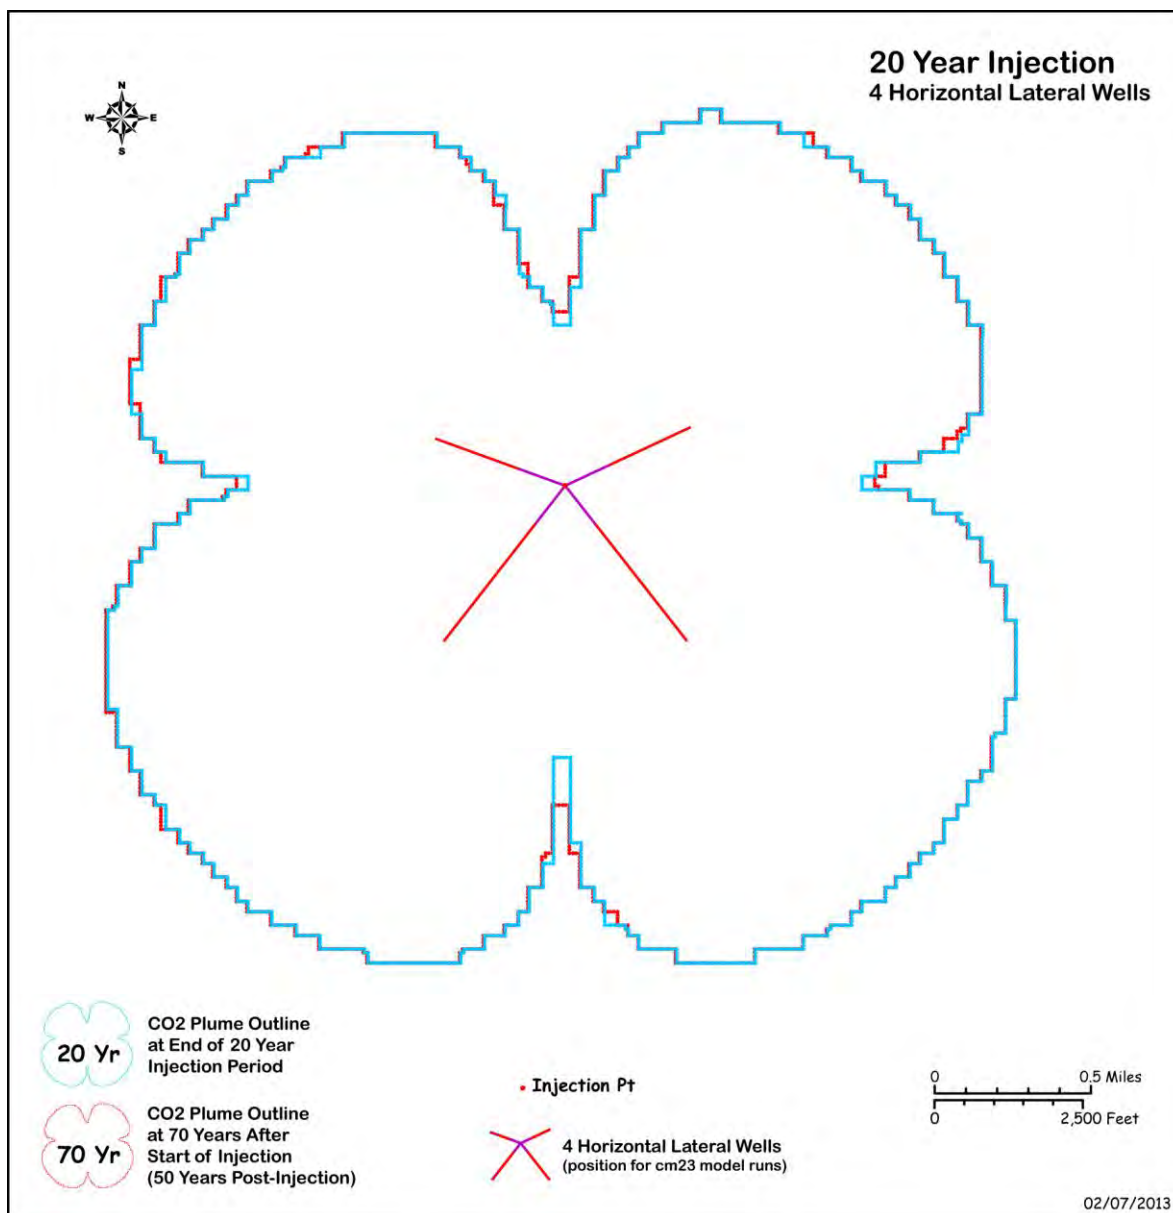 20 Year Injection
4 Horizontal Lateral Wells
N
W E
S
20 Yr
CO2 Plume Outline
at End of 20 Year
Injection Period
70 Yr
CO2 Plume Outline
at 70 Years After
Start of Injection
(50 Years Post-Injection)
Injection Pt
4 Horizontal Lateral Wells
(position for cm23 model runs)
0 0.5 Miles
0 2,500 Feet
02/07/2013